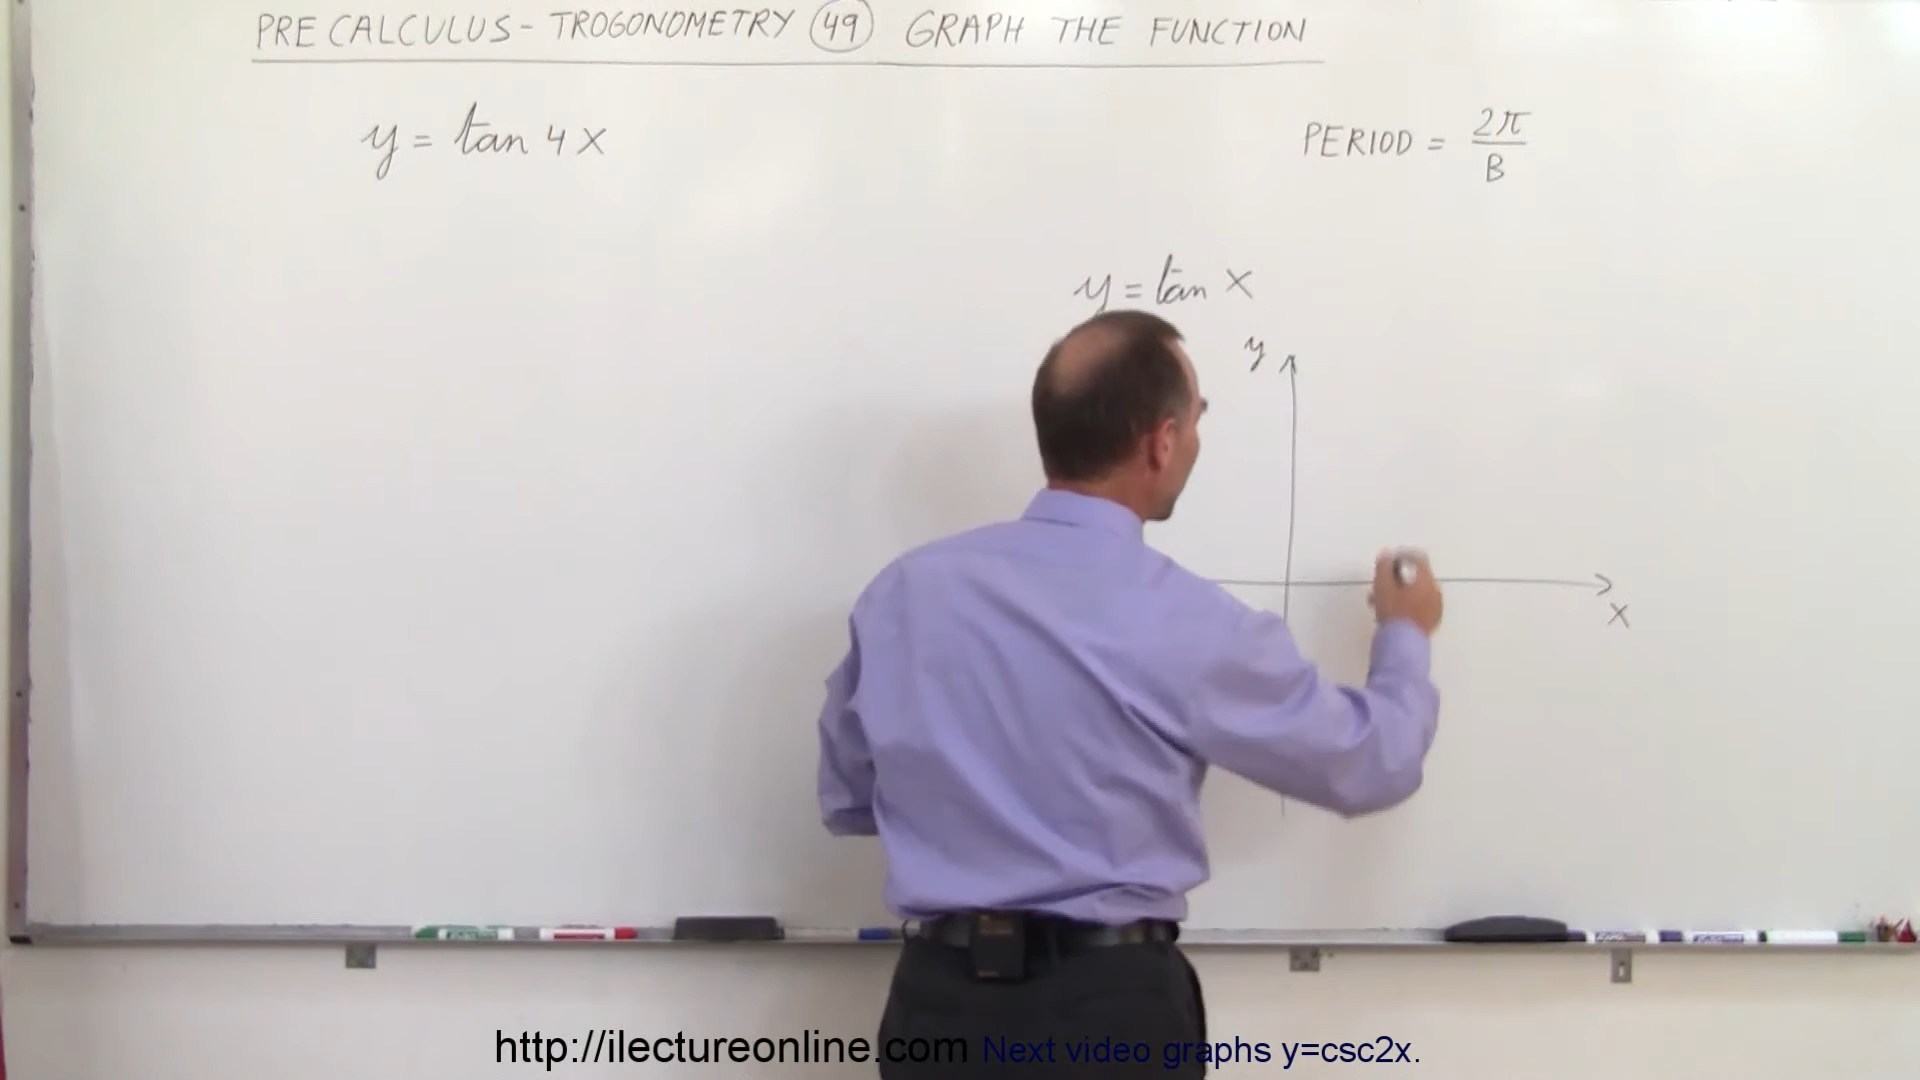 PRE CALCULUS - TROGONOMETRY 49 GRAPH THE FUNCTION
y = tan 4x
PERIOD = 2π/B
y = tan x
y
x
http://ilectureonline.com Next video graphs y=csc2x.